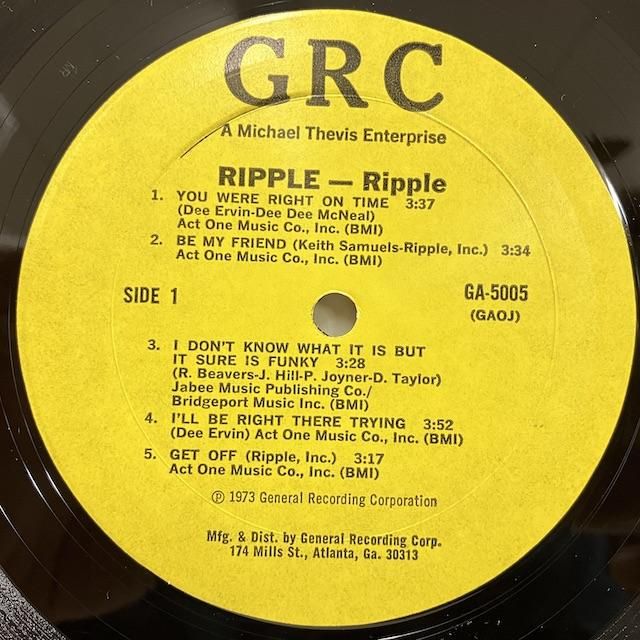 GRC
A Michael Thevis Enterprise
RIPPLE — Ripple
1. YOU WERE RIGHT ON TIME 3:37
(Dee Ervin-Dee Dee McNeal)
Act One Music Co., Inc. (BMI)
2. BE MY FRIEND (Keith Samuels-Ripple, Inc.) 3:34
Act One Music Co., Inc. (BMI)
SIDE 1 GA-5005
(GAOJ)
3. I DON'T KNOW WHAT IT IS BUT
IT SURE IS FUNKY 3:28
(R. Beavers-J. Hill-P. Joyner-D. Taylor)
Jabee Music Publishing Co./
Bridgeport Music Inc. (BMI)
4. I'LL BE RIGHT THERE TRYING 3:52
(Dee Ervin) Act One Music Co., Inc. (BMI)
5. GET OFF (Ripple, Inc.) 3:17
Act One Music Co., Inc. (BMI)
℗ 1973 General Recording Corporation
Mfg. & Dist. by General Recording Corp.
174 Mills St., Atlanta, Ga. 30313